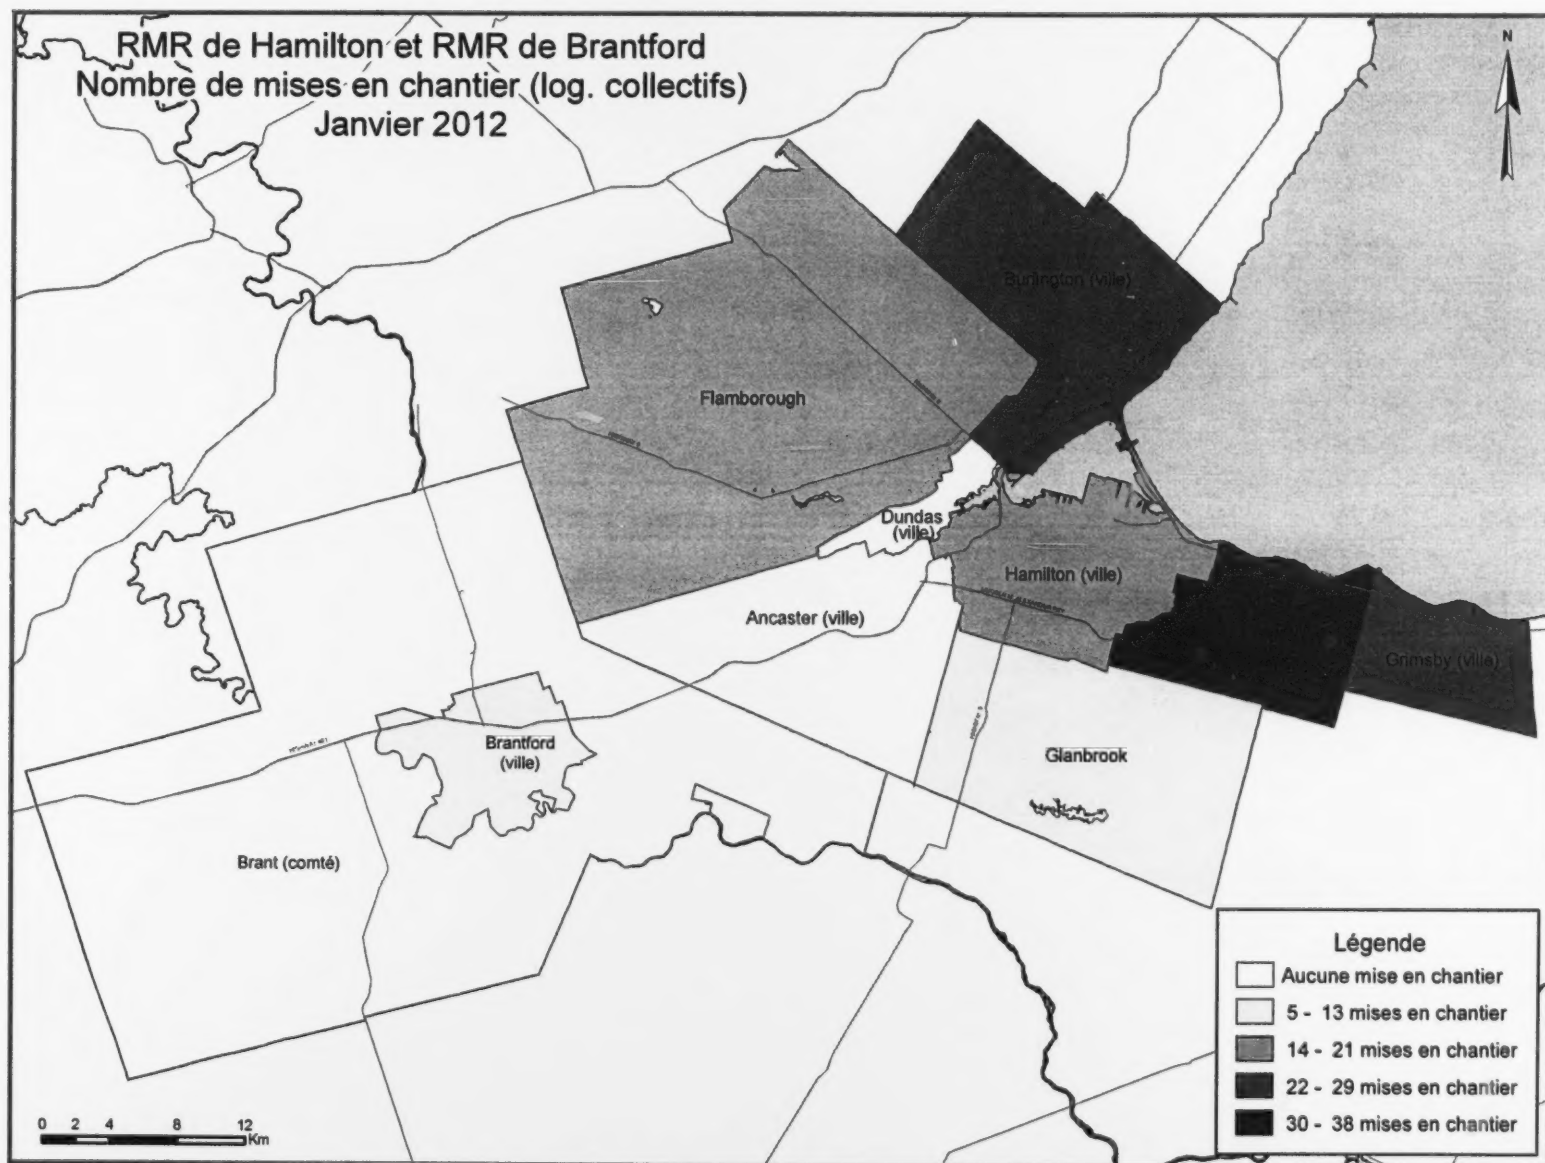 RMR de Hamilton et RMR de Brantford
Nombre de mises en chantier (log. collectifs)
Janvier 2012
N
Burlington (ville)
Flamborough
Dundas
(ville)
Hamilton (ville)
Ancaster (ville)
Grimsby (ville)
Brantford
(ville)
Glanbrook
Brant (comté)
Légende
Aucune mise en chantier
5 - 13 mises en chantier
14 - 21 mises en chantier
22 - 29 mises en chantier
30 - 38 mises en chantier
0 2 4 8 12
Km